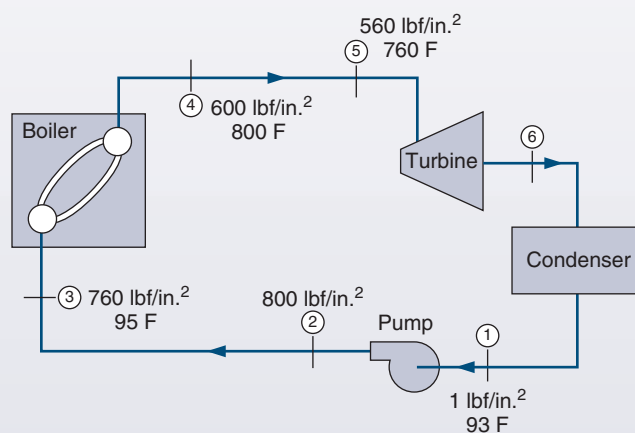 560 lbf/in.²
760 F
5
4
600 lbf/in.²
800 F
Boiler
Turbine
6
Condenser
3
760 lbf/in.²
95 F
800 lbf/in.²
2
Pump
1
1 lbf/in.²
93 F